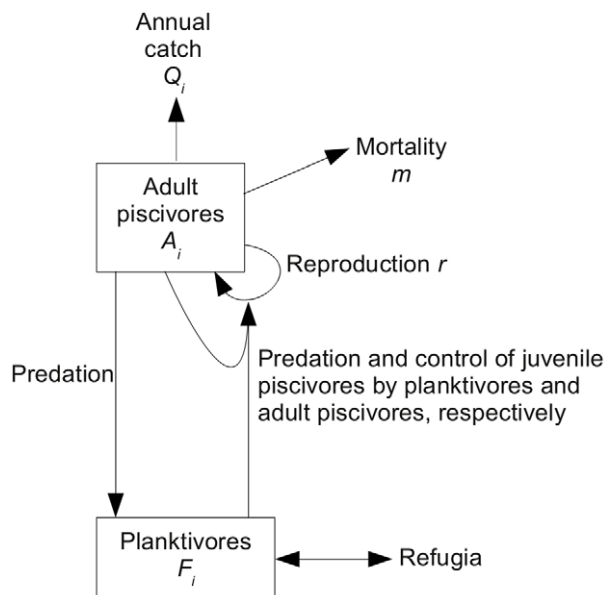 Annual
catch
Q_i
Mortality
m
Adult
piscivores
A_i
Reproduction r
Predation
Predation and control of juvenile
piscivores by planktivores and
adult piscivores, respectively
Planktivores
F_i
Refugia